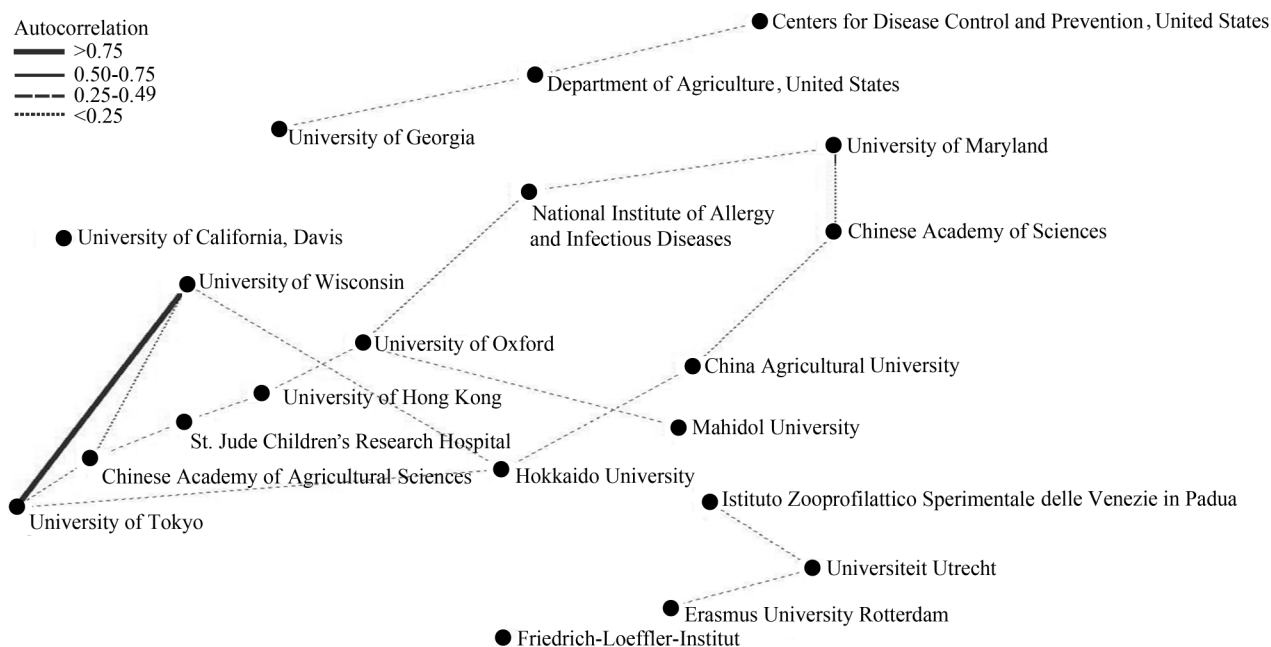 Autocorrelation
>0.75
0.50-0.75
0.25-0.49
<0.25
Centers for Disease Control and Prevention, United States
Department of Agriculture, United States
University of Georgia
University of Maryland
National Institute of Allergy
and Infectious Diseases
Chinese Academy of Sciences
University of California, Davis
University of Wisconsin
University of Oxford
China Agricultural University
University of Hong Kong
Mahidol University
St. Jude Children’s Research Hospital
Chinese Academy of Agricultural Sciences
Hokkaido University
Istituto Zooprofilattico Sperimentale delle Venezie in Padua
University of Tokyo
Universiteit Utrecht
Erasmus University Rotterdam
Friedrich-Loeffler-Institut